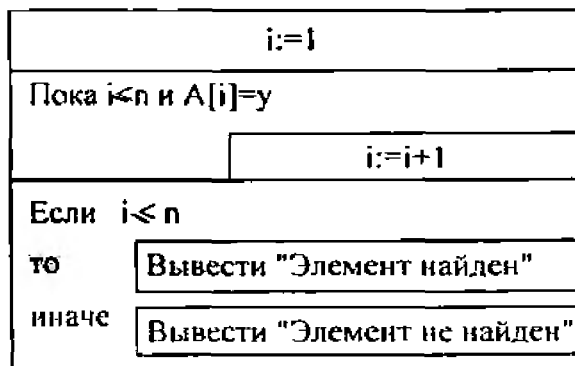 i:=1
Пока i⩽n и A[i]=y
i:=i+1
Если i⩽n
то Вывести "Элемент найден"
иначе Вывести "Элемент не найден"